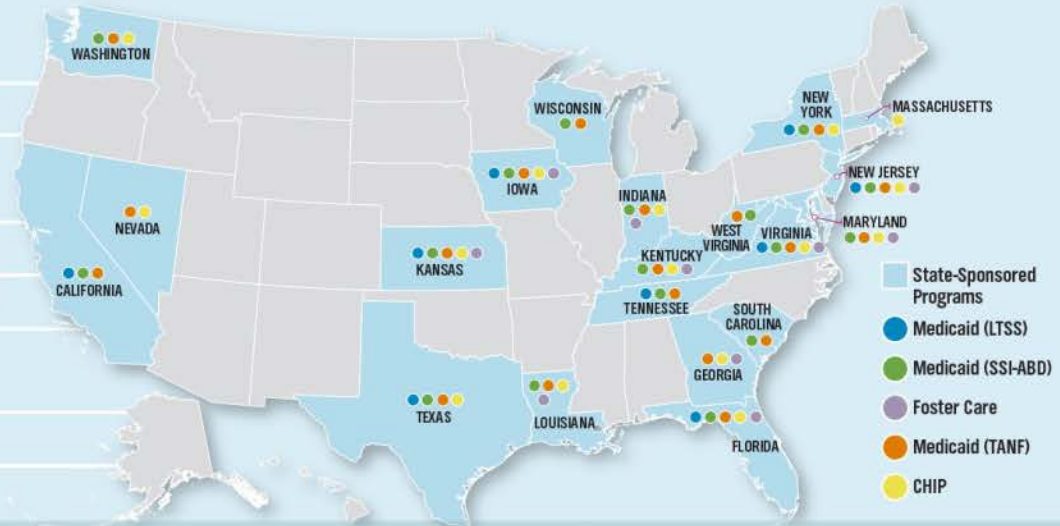 WASHINGTON
WISCONSIN
NEW
YORK
MASSACHUSETTS
IOWA
INDIANA
NEW JERSEY
NEVADA
WEST
VIRGINIA
VIRGINIA
MARYLAND
KANSAS
KENTUCKY
CALIFORNIA
TENNESSEE
SOUTH
CAROLINA
GEORGIA
TEXAS
LOUISIANA
FLORIDA
State-Sponsored
Programs
Medicaid (LTSS)
Medicaid (SSI-ABD)
Foster Care
Medicaid (TANF)
CHIP